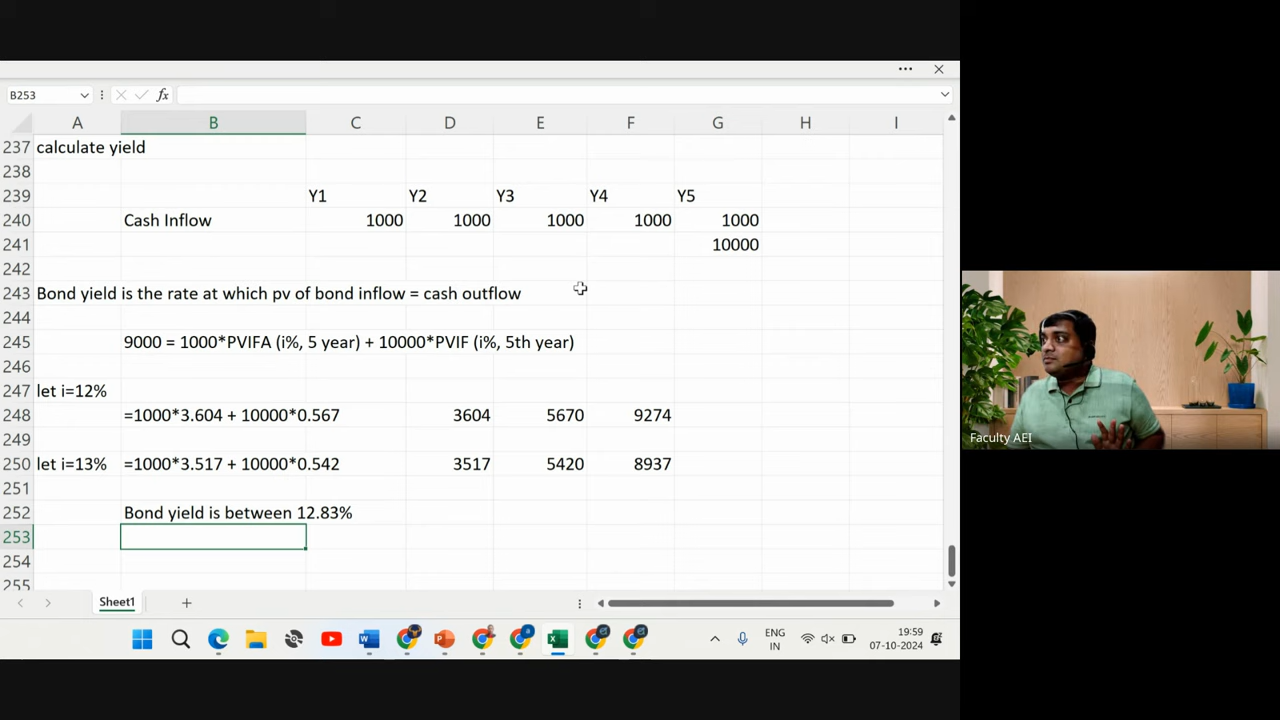 B253
fx
A B C D E F G H I
237 calculate yield
238
239 Y1 Y2 Y3 Y4 Y5
240 Cash Inflow 1000 1000 1000 1000 1000
241 10000
242
243 Bond yield is the rate at which pv of bond inflow = cash outflow
244
245 9000 = 1000*PVIFA (i%, 5 year) + 10000*PVIF (i%, 5th year)
246
247 let i=12%
248 =1000*3.604 + 10000*0.567 3604 5670 9274
249
250 let i=13% =1000*3.517 + 10000*0.542 3517 5420 8937
251
252 Bond yield is between 12.83%
253
254
255
Sheet1
ENG 19:59
IN 07-10-2024
Faculty AEI